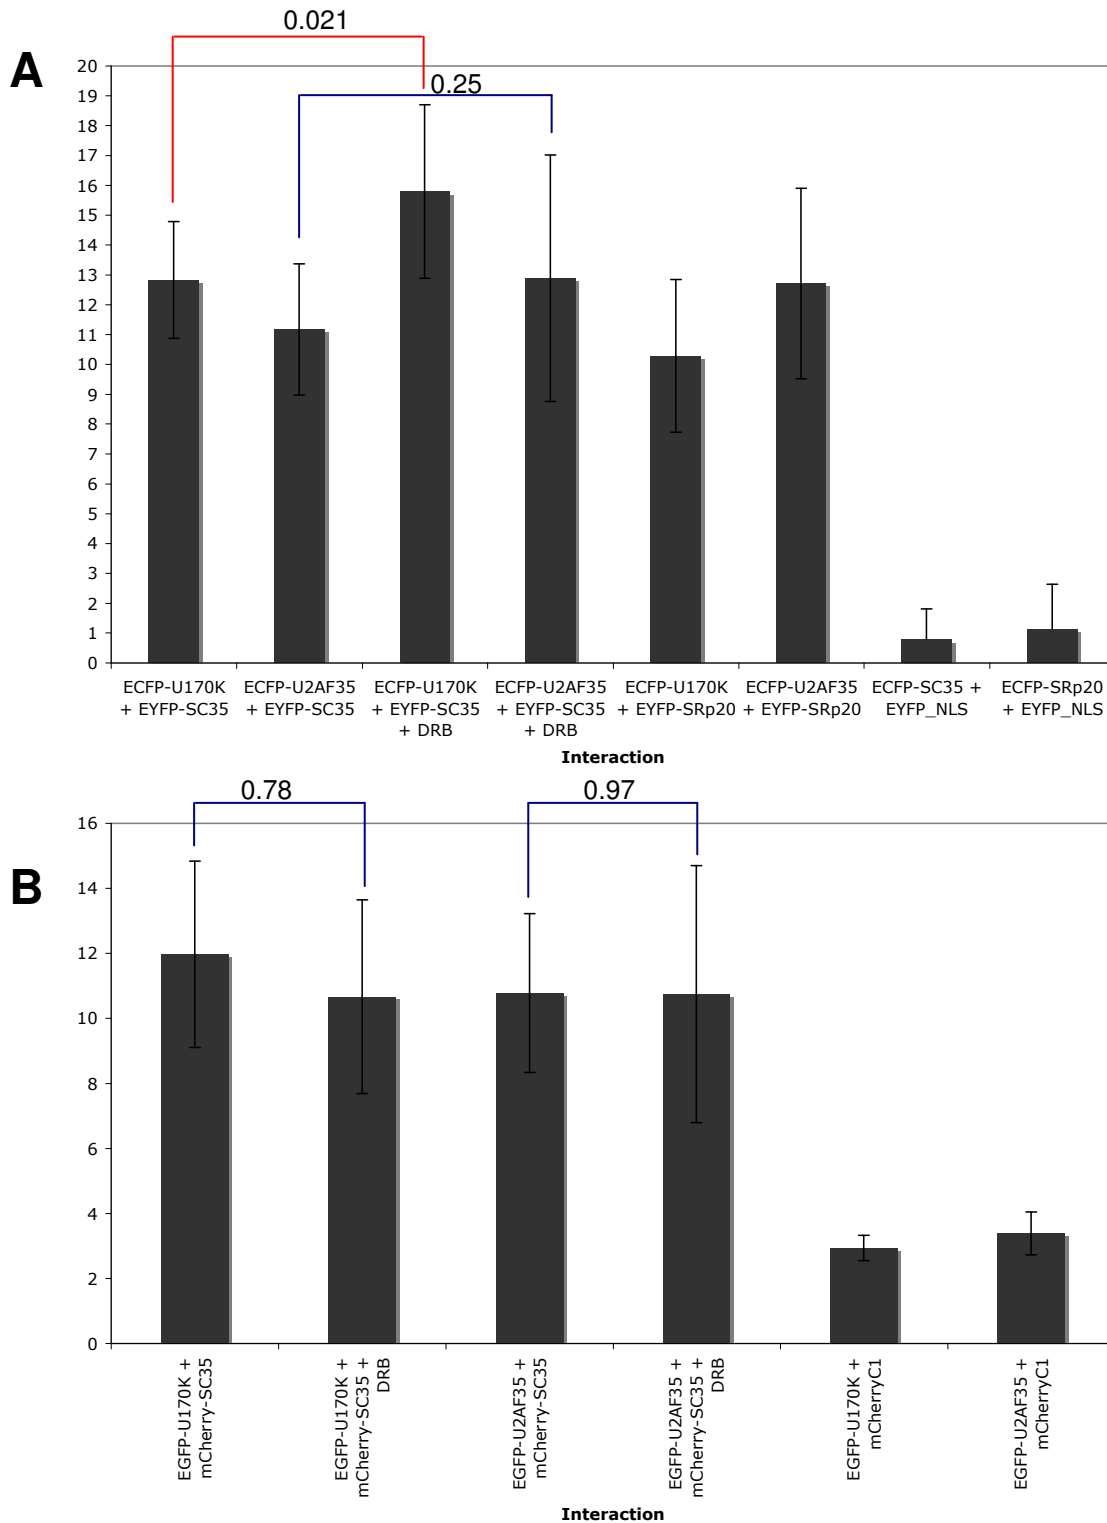 0.021
A
0.25
20
19
18
17
16
15
14
13
12
11
10
9
8
7
6
5
4
3
2
1
0
ECFP-U170K
+ EYFP-SC35
ECFP-U2AF35
+ EYFP-SC35
ECFP-U170K
+ EYFP-SC35
+ DRB
ECFP-U2AF35
+ EYFP-SC35
+ DRB
ECFP-U170K
+ EYFP-SRp20
ECFP-U2AF35
+ EYFP-SRp20
ECFP-SC35 +
EYFP_NLS
ECFP-SRp20
+ EYFP_NLS
Interaction
0.78
0.97
B
16
14
12
10
8
6
4
2
0
EGFP-U170K +
mCherry-SC35
EGFP-U170K +
mCherry-SC35 +
DRB
EGFP-U2AF35 +
mCherry-SC35
EGFP-U2AF35 +
mCherry-SC35 +
DRB
EGFP-U170K +
mCherryC1
EGFP-U2AF35 +
mCherryC1
Interaction